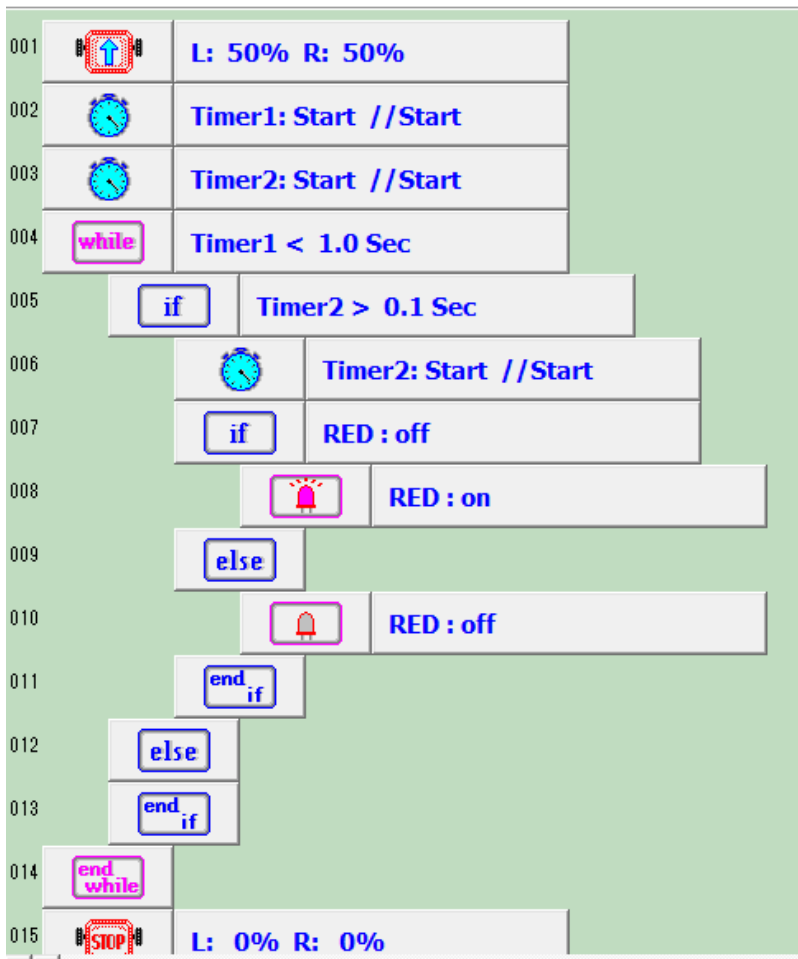 001 L: 50% R: 50%
002 Timer1: Start //Start
003 Timer2: Start //Start
004 while Timer1 < 1.0 Sec
005 if Timer2 > 0.1 Sec
006 Timer2: Start //Start
007 if RED : off
008 RED : on
009 else
010 RED : off
011 end if
012 else
013 end if
014 end while
015 STOP L: 0% R: 0%